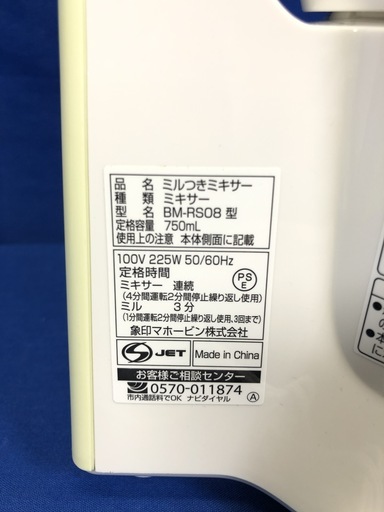 品 名 ミルつきミキサー
種 類 ミキサー
型 名 BM-RS08 型
定格容量 750mL
使用上の注意 本体側面に記載
100V 225W 50/60Hz
定格時間
ミキサー 連続
(4分間運転2分間停止繰り返し使用)
ミル 3分
(1分間運転2分間停止繰り返し使用、3回まで)
象印マホービン株式会社
PS
E
JET
Made in China
お客様ご相談センター
0570-011874
市内通話料でOK ナビダイヤル
A